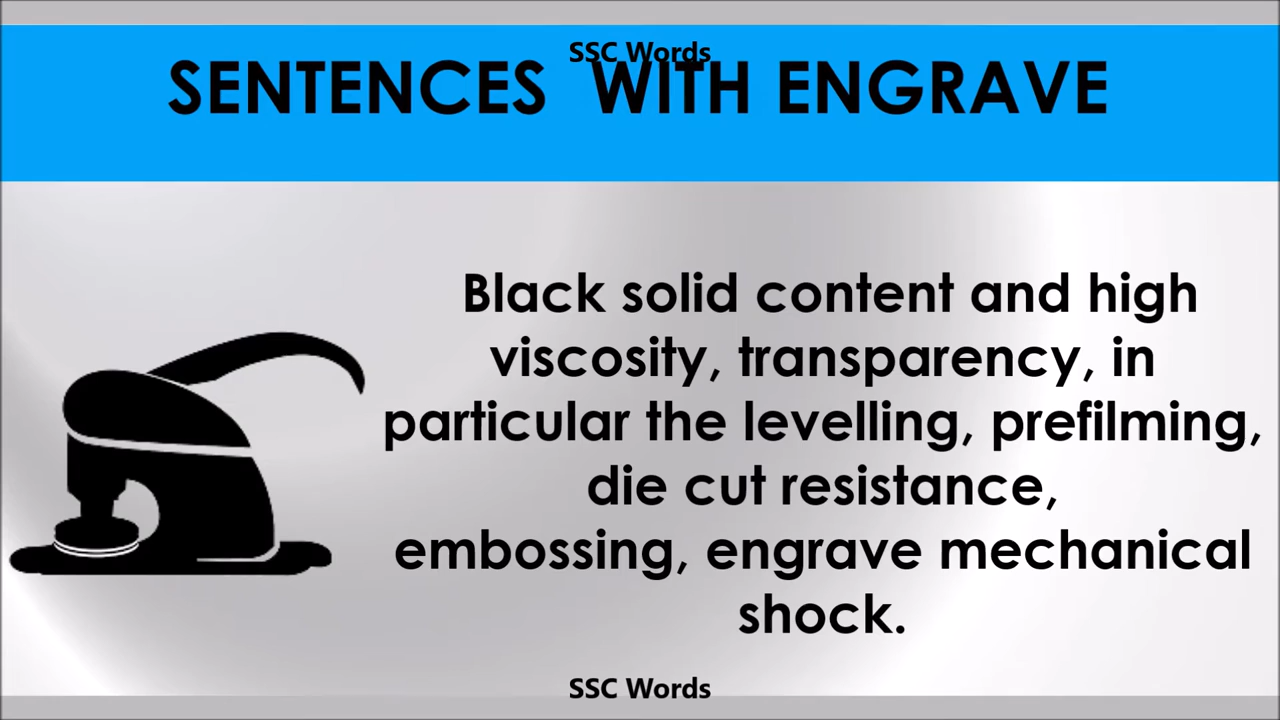 SSC Words
SENTENCES WITH ENGRAVE
Black solid content and high
viscosity, transparency, in
particular the levelling, prefilming,
die cut resistance,
embossing, engrave mechanical
shock.
SSC Words